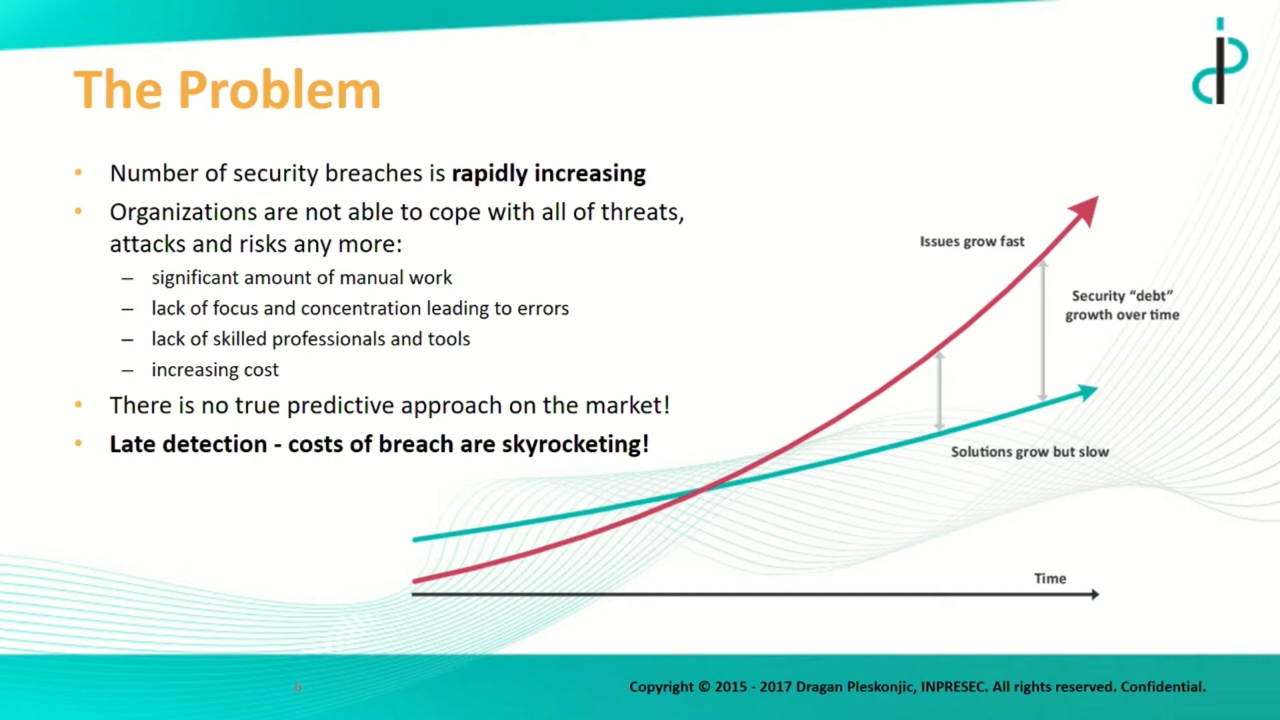 The Problem
• Number of security breaches is rapidly increasing
• Organizations are not able to cope with all of threats,
attacks and risks any more:
– significant amount of manual work
– lack of focus and concentration leading to errors
– lack of skilled professionals and tools
– increasing cost
• There is no true predictive approach on the market!
• Late detection - costs of breach are skyrocketing!
Issues grow fast
Security “debt”
growth over time
Solutions grow but slow
Time
6
Copyright © 2015 - 2017 Dragan Pleskonjic, INPRESEC. All rights reserved. Confidential.